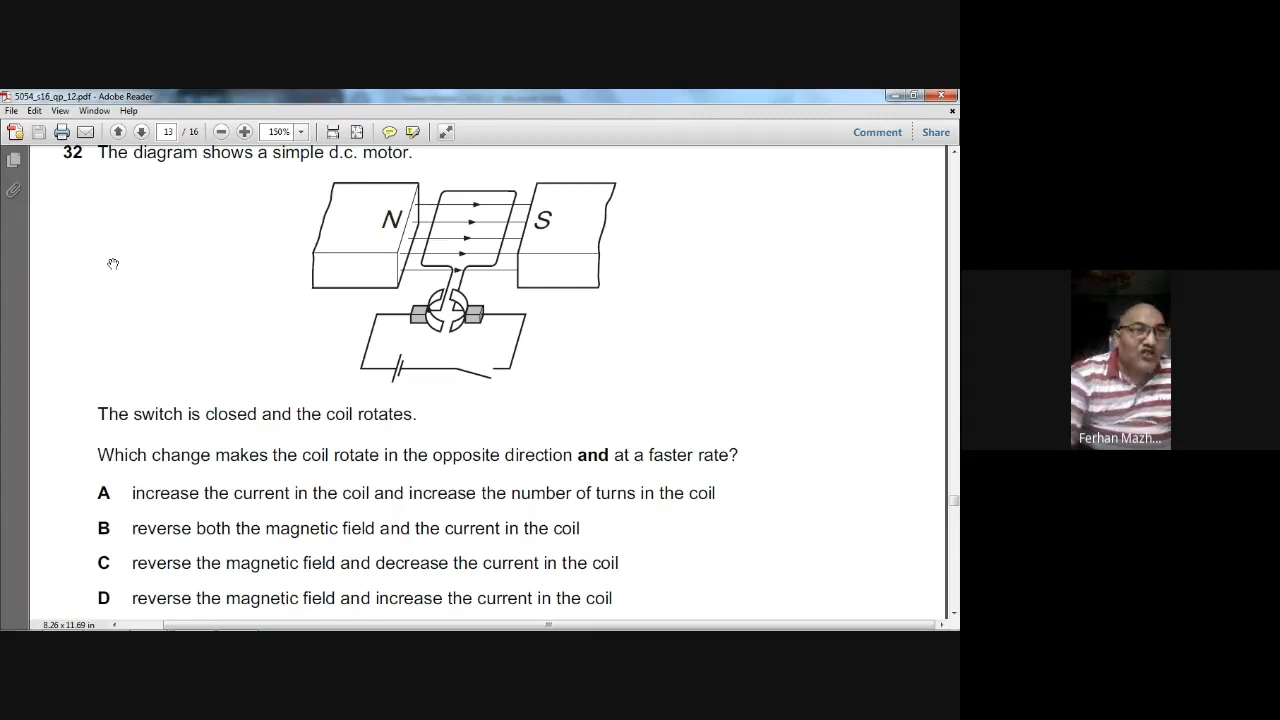 5054_s16_qp_12.pdf - Adobe Reader
File Edit View Window Help
13 / 16 150% Comment Share
32 The diagram shows a simple d.c. motor.
N S
The switch is closed and the coil rotates.
Which change makes the coil rotate in the opposite direction and at a faster rate?
A increase the current in the coil and increase the number of turns in the coil
B reverse both the magnetic field and the current in the coil
C reverse the magnetic field and decrease the current in the coil
D reverse the magnetic field and increase the current in the coil
8.26 x 11.69 in
Ferhan Mazh...